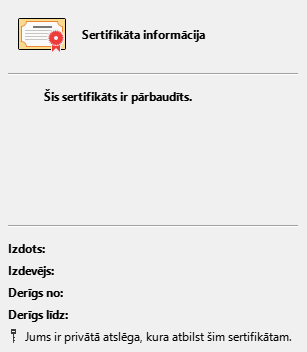 Sertifikāta informācija
Šis sertifikāts ir pārbaudīts.
Izdots:
Izdevējs:
Derīgs no:
Derīgs līdz:
Jums ir privātā atslēga, kura atbilst šim sertifikātam.